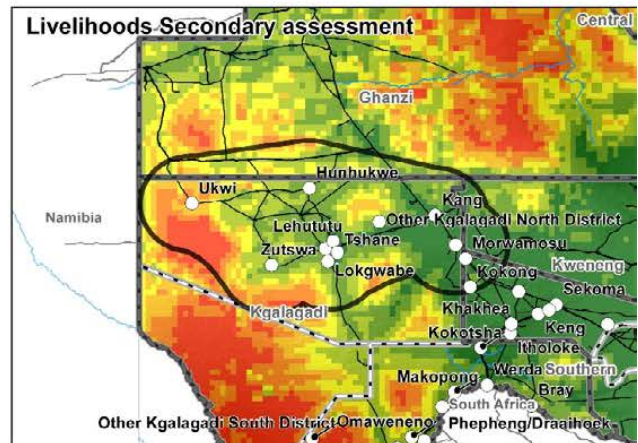 Livelihoods Secondary assessment
Central
Ghanzi
Hunhukwe
Ukwi
Kang
Namibia
Lehututu
Other Kgalagadi North District
Tshane
Morwamosu
Zutswa
Lokgwabe
Kokong
Kweneng
Sekoma
Kgalagadi
Khakhea
Keng
Kokotsha
Itholoke
Werda
Southern
Makopong
Bray
South Africa
Other Kgalagadi South District
Omaweneno
Phepheng/Draaihoek